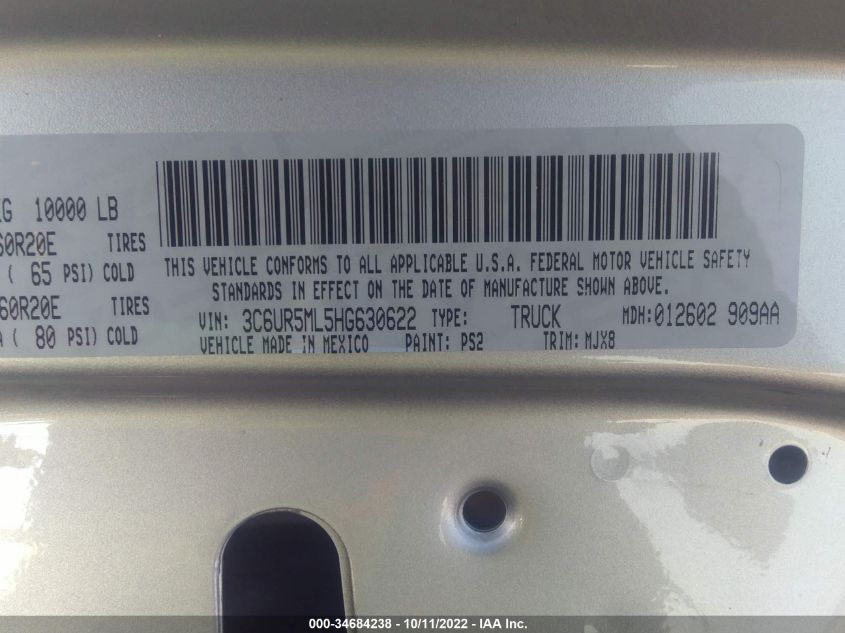 10000 LB
TIRES
( 65 PSI) COLD
TIRES
( 80 PSI) COLD
THIS VEHICLE CONFORMS TO ALL APPLICABLE U.S.A. FEDERAL MOTOR VEHICLE SAFETY
STANDARDS IN EFFECT ON THE DATE OF MANUFACTURE SHOWN ABOVE.
VIN: 3C6UR5ML5HG630622 TYPE: TRUCK MDH:012602 909AA
VEHICLE MADE IN MEXICO PAINT: PS2 TRIM: MJX8
000-34684238 - 10/11/2022 - IAA Inc.